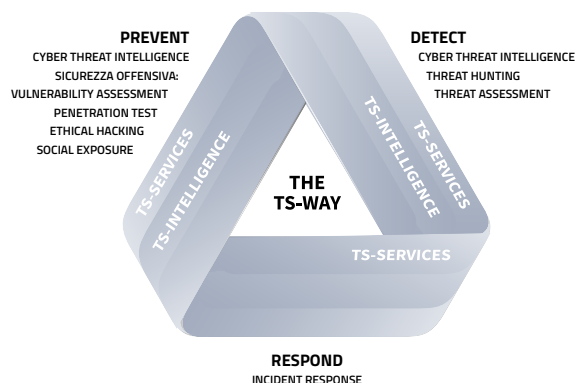 PREVENT
CYBER THREAT INTELLIGENCE
SICUREZZA OFFENSIVA:
VULNERABILITY ASSESSMENT
PENETRATION TEST
ETHICAL HACKING
SOCIAL EXPOSURE
DETECT
CYBER THREAT INTELLIGENCE
THREAT HUNTING
THREAT ASSESSMENT
TS-SERVICES
TS-INTELLIGENCE
TS-INTELLIGENCE
TS-SERVICES
THE
TS-WAY
TS-SERVICES
RESPOND
INCIDENT RESPONSE